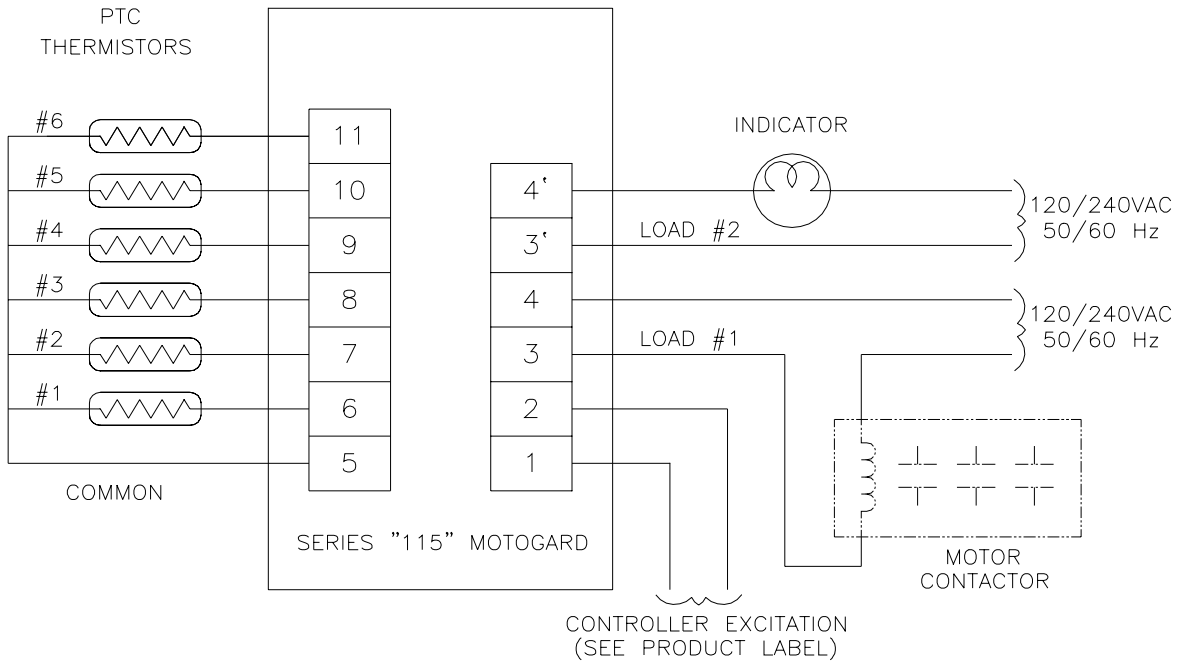 PTC
THERMISTORS
#6
#5
#4
#3
#2
#1
COMMON
11
10
9
8
7
6
5
4'
3'
4
3
2
1
SERIES "115" MOTOGARD
INDICATOR
LOAD #2
120/240VAC
50/60 Hz
LOAD #1
120/240VAC
50/60 Hz
MOTOR
CONTACTOR
CONTROLLER EXCITATION
(SEE PRODUCT LABEL)